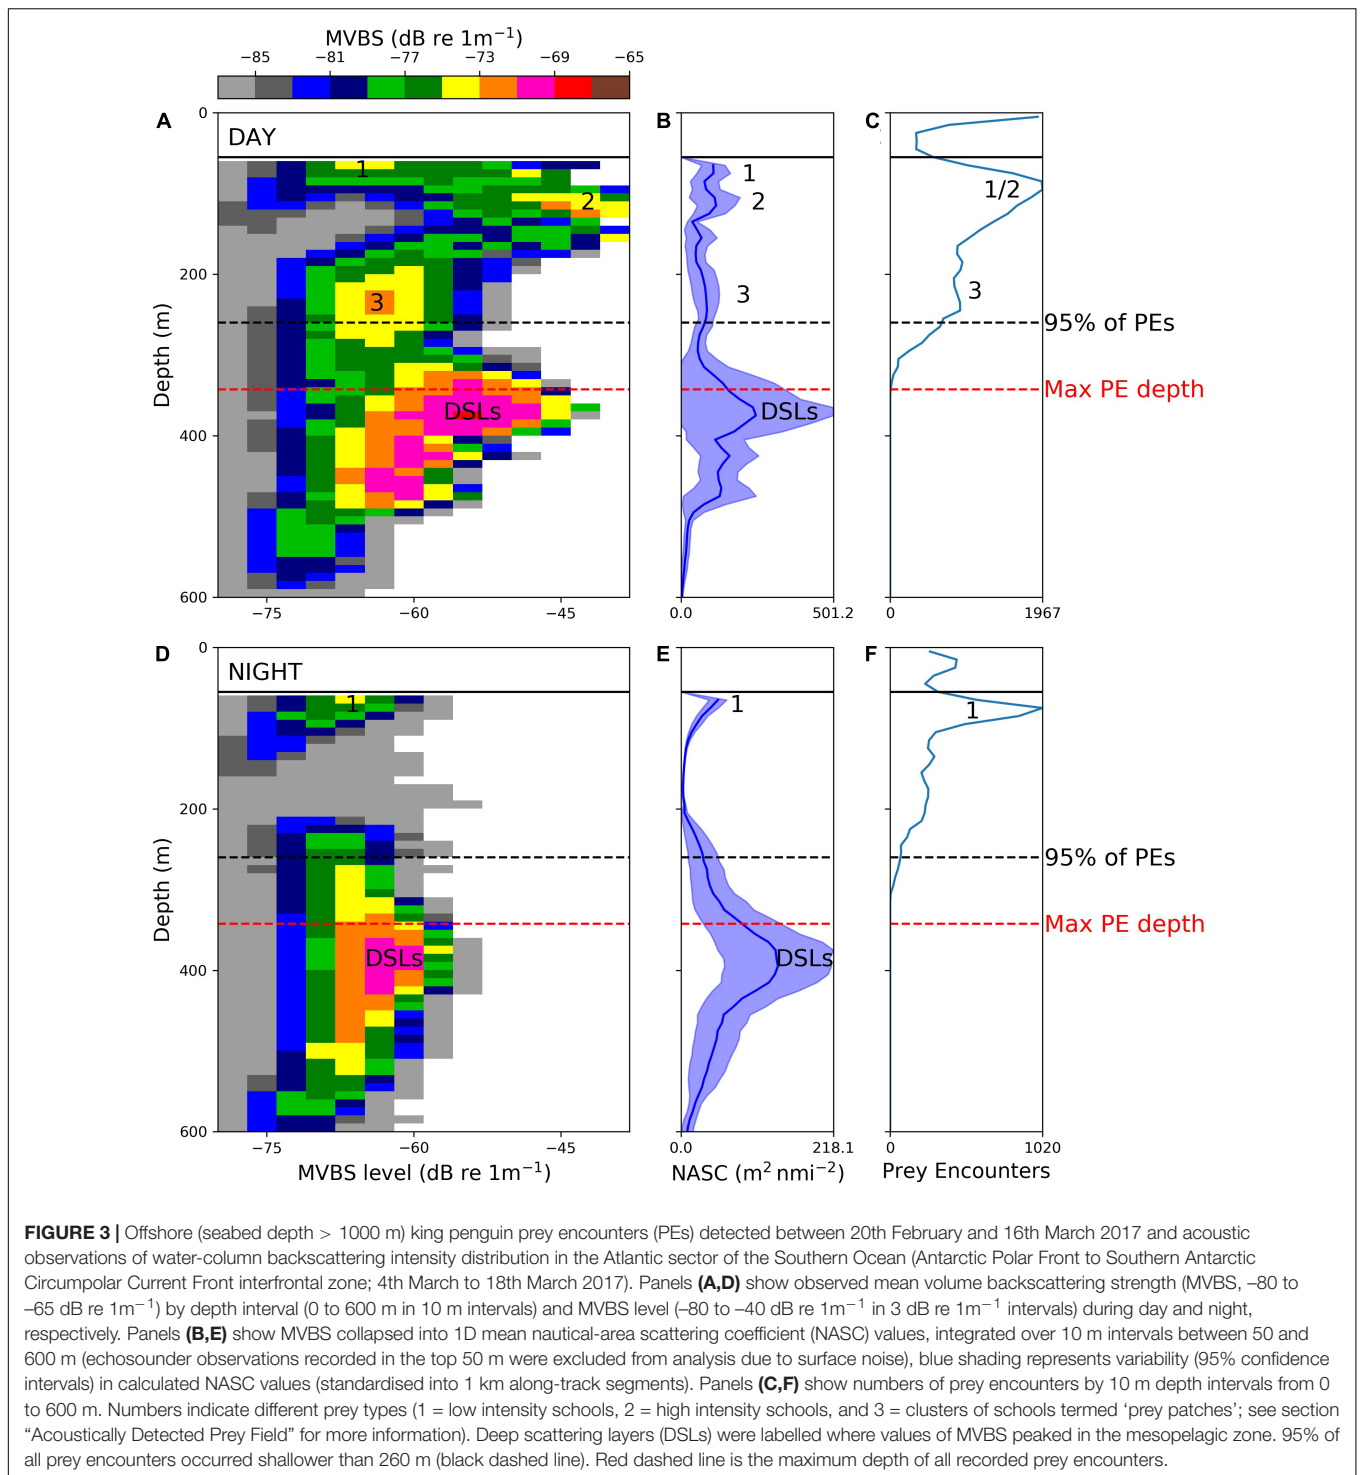 MVBS (dB re 1m⁻¹)
−85 −81 −77 −73 −69 −65
A B C
0
DAY
1 1
2 2 1/2
200
3 3 3
95% of PEs
Depth (m)
Max PE depth
DSLs DSLs
400
600
−75 −60 −45 0.0 501.2 0 1967
D E F
0
NIGHT
1 1 1
200
95% of PEs
Depth (m)
Max PE depth
DSLs DSLs
400
600
−75 −60 −45 0.0 218.1 0 1020
MVBS level (dB re 1m⁻¹) NASC (m² nmi⁻²) Prey Encounters
FIGURE 3 | Offshore (seabed depth > 1000 m) king penguin prey encounters (PEs) detected between 20th February and 16th March 2017 and acoustic
observations of water-column backscattering intensity distribution in the Atlantic sector of the Southern Ocean (Antarctic Polar Front to Southern Antarctic
Circumpolar Current Front interfrontal zone; 4th March to 18th March 2017). Panels (A,D) show observed mean volume backscattering strength (MVBS, –80 to
–65 dB re 1m⁻¹) by depth interval (0 to 600 m in 10 m intervals) and MVBS level (–80 to –40 dB re 1m⁻¹ in 3 dB re 1m⁻¹ intervals) during day and night,
respectively. Panels (B,E) show MVBS collapsed into 1D mean nautical-area scattering coefficient (NASC) values, integrated over 10 m intervals between 50 and
600 m (echosounder observations recorded in the top 50 m were excluded from analysis due to surface noise), blue shading represents variability (95% confidence
intervals) in calculated NASC values (standardised into 1 km along-track segments). Panels (C,F) show numbers of prey encounters by 10 m depth intervals from 0
to 600 m. Numbers indicate different prey types (1 = low intensity schools, 2 = high intensity schools, and 3 = clusters of schools termed ‘prey patches’; see section
“Acoustically Detected Prey Field” for more information). Deep scattering layers (DSLs) were labelled where values of MVBS peaked in the mesopelagic zone. 95% of
all prey encounters occurred shallower than 260 m (black dashed line). Red dashed line is the maximum depth of all recorded prey encounters.